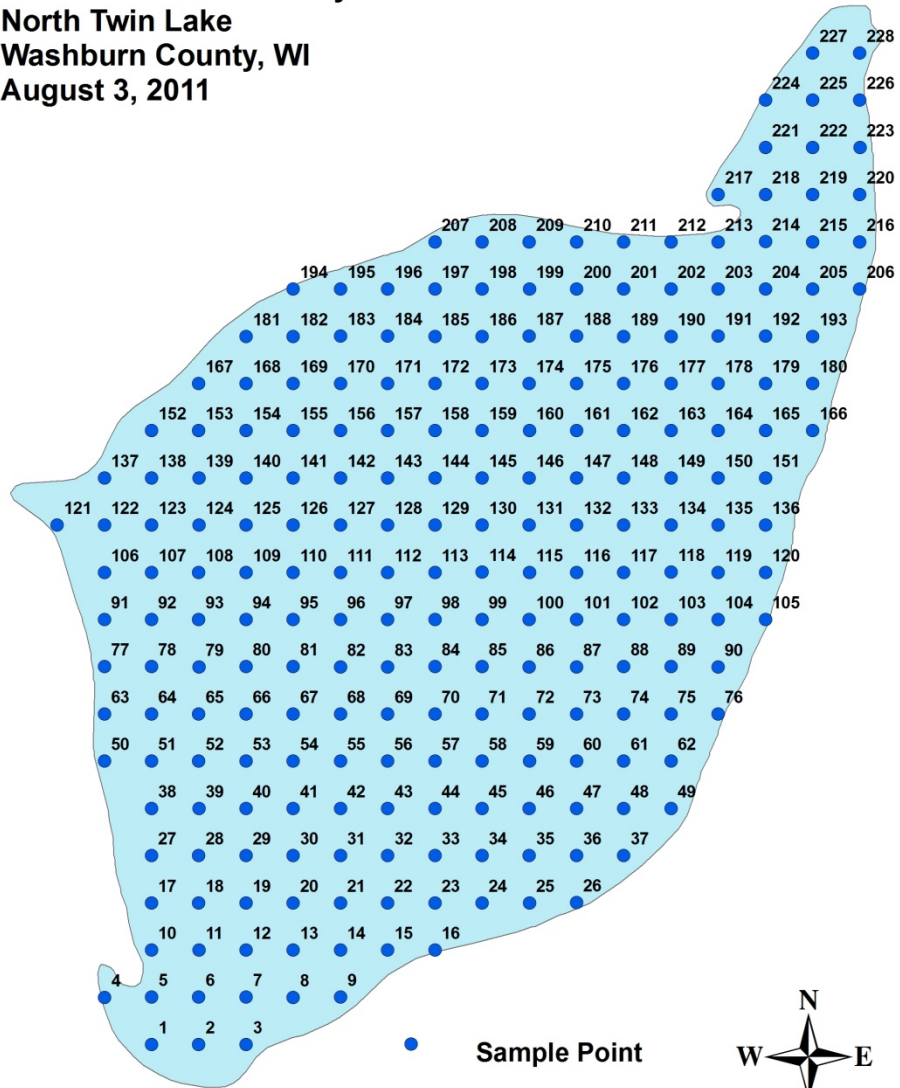 North Twin Lake
Washburn County, WI
August 3, 2011
227 228
224 225 226
221 222 223
217 218 219 220
207 208 209 210 211 212 213 214 215 216
194 195 196 197 198 199 200 201 202 203 204 205 206
181 182 183 184 185 186 187 188 189 190 191 192 193
167 168 169 170 171 172 173 174 175 176 177 178 179 180
152 153 154 155 156 157 158 159 160 161 162 163 164 165 166
137 138 139 140 141 142 143 144 145 146 147 148 149 150 151
121 122 123 124 125 126 127 128 129 130 131 132 133 134 135 136
106 107 108 109 110 111 112 113 114 115 116 117 118 119 120
91 92 93 94 95 96 97 98 99 100 101 102 103 104 105
77 78 79 80 81 82 83 84 85 86 87 88 89 90
63 64 65 66 67 68 69 70 71 72 73 74 75 76
50 51 52 53 54 55 56 57 58 59 60 61 62
38 39 40 41 42 43 44 45 46 47 48 49
27 28 29 30 31 32 33 34 35 36 37
17 18 19 20 21 22 23 24 25 26
10 11 12 13 14 15 16
4 5 6 7 8 9
1 2 3
N
Sample Point
W E